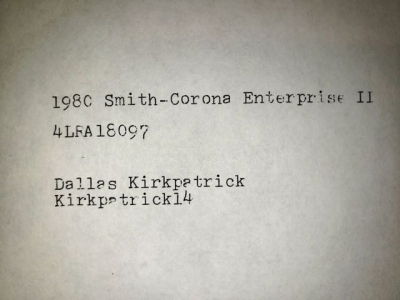 1980 Smith-Corona Enterprise II
4LFA18097
Dallas Kirkpatrick
Kirkpatrick14